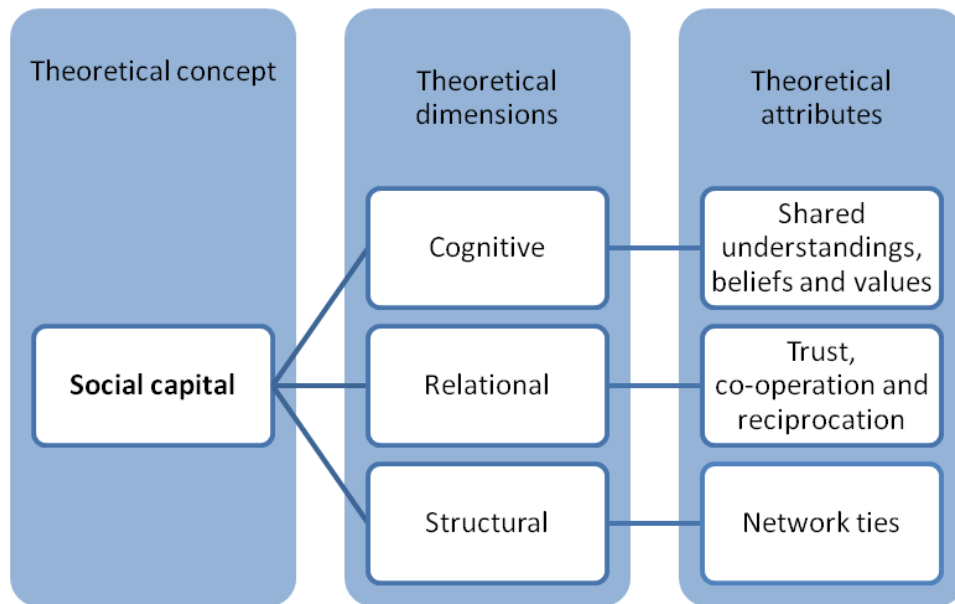 Theoretical concept
Theoretical
dimensions
Theoretical
attributes
Social capital
Cognitive
Relational
Structural
Shared
understandings,
beliefs and values
Trust,
co-operation and
reciprocation
Network ties